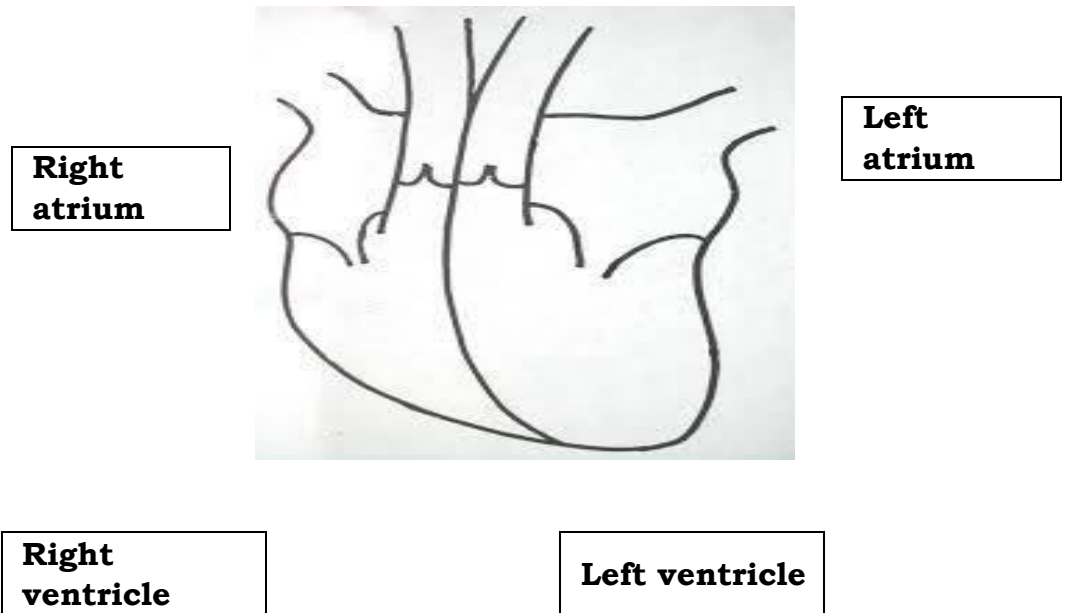 Left
atrium
Right
atrium
Right
ventricle
Left ventricle